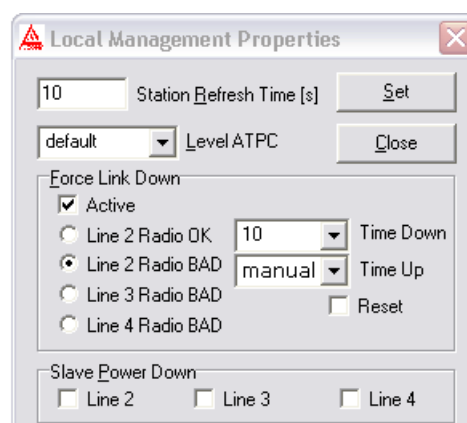 Local Management Properties
10 Station Refresh Time [s] Set
default Level ATPC Close
Force Link Down
Active
Line 2 Radio OK 10 Time Down
Line 2 Radio BAD manual Time Up
Line 3 Radio BAD Reset
Line 4 Radio BAD
Slave Power Down
Line 2 Line 3 Line 4